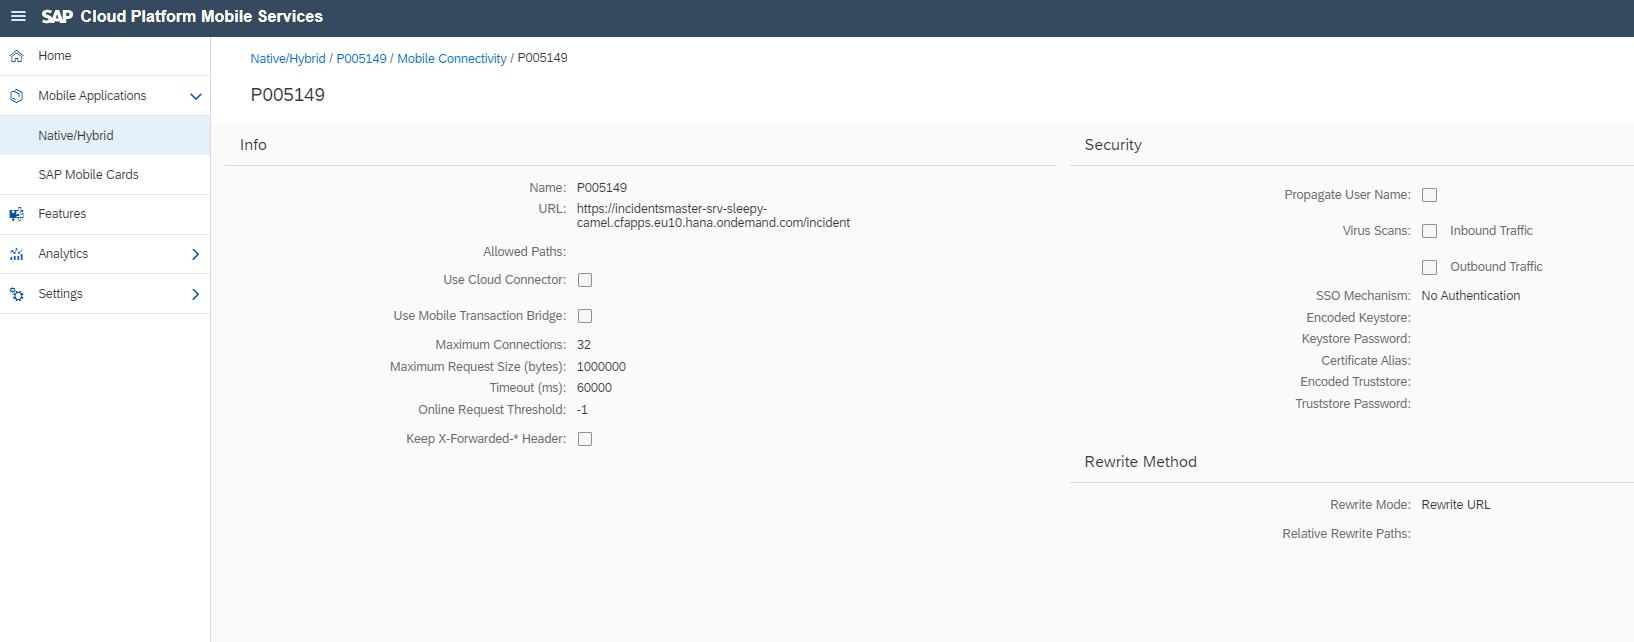 SAP Cloud Platform Mobile Services
Home
Mobile Applications
Native/Hybrid
SAP Mobile Cards
Features
Analytics
Settings
Native/Hybrid / P005149 / Mobile Connectivity / P005149
P005149
Info
Name: P005149
URL: https://incidentsmaster-srv-sleepy-
camel.cfapps.eu10.hana.ondemand.com/incident
Allowed Paths:
Use Cloud Connector:
Use Mobile Transaction Bridge:
Maximum Connections: 32
Maximum Request Size (bytes): 1000000
Timeout (ms): 60000
Online Request Threshold: -1
Keep X-Forwarded-* Header:
Security
Propagate User Name:
Virus Scans: Inbound Traffic
Outbound Traffic
SSO Mechanism: No Authentication
Encoded Keystore:
Keystore Password:
Certificate Alias:
Encoded Truststore:
Truststore Password:
Rewrite Method
Rewrite Mode: Rewrite URL
Relative Rewrite Paths: